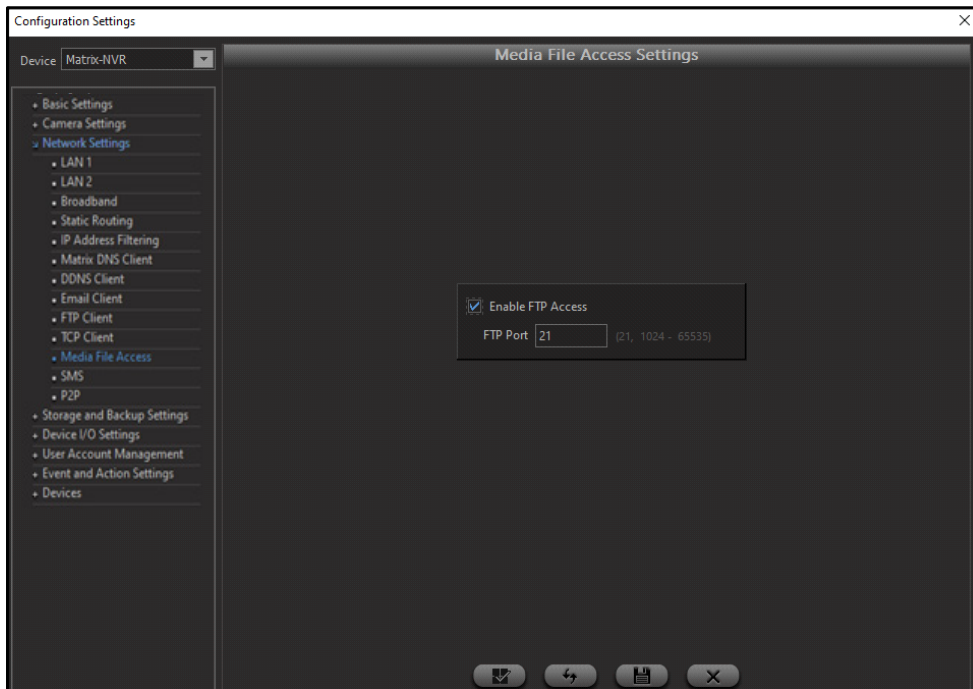 Configuration Settings
Device Matrix-NVR
Media File Access Settings
Basic Settings
Camera Settings
Network Settings
LAN 1
LAN 2
Broadband
Static Routing
IP Address Filtering
Matrix DNS Client
DDNS Client
Email Client
FTP Client
TCP Client
Media File Access
SMS
P2P
Storage and Backup Settings
Device I/O Settings
User Account Management
Event and Action Settings
Devices
Enable FTP Access
FTP Port 21 (21, 1024 - 65535)